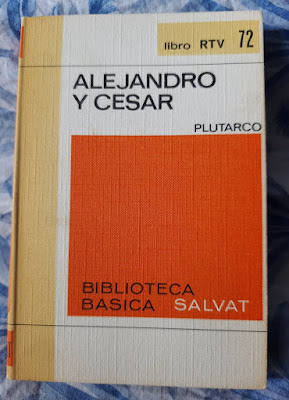 libro RTV 72
ALEJANDRO
Y CESAR
PLUTARCO
BIBLIOTECA
BASICA SALVAT